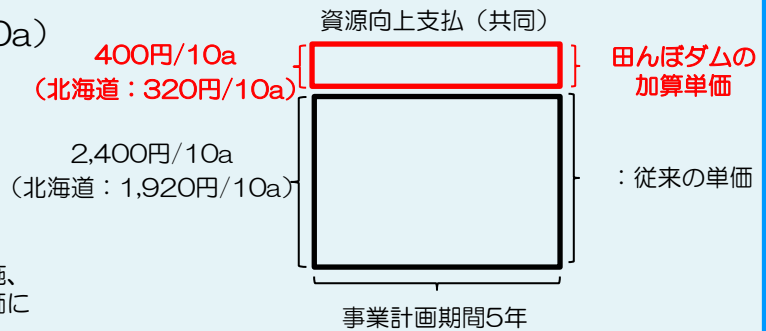 0a）
資源向上支払（共同）
400円/10a
（北海道：320円/10a）
田んぼダムの
加算単価
2,400円/10a
（北海道：1,920円/10a）
：従来の単価
、
に
事業計画期間5年